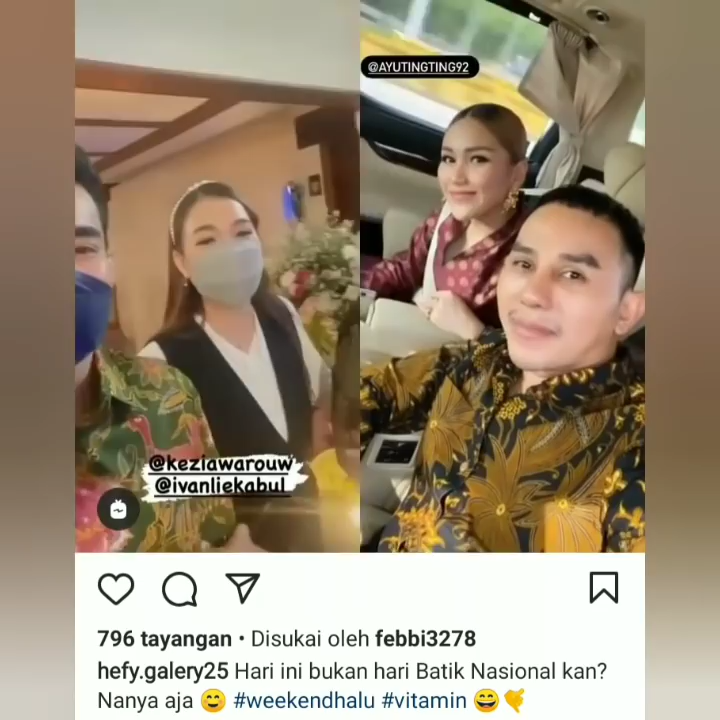 @AYUTINGTING92
@keziawarouw
@ivanliekabul
796 tayangan • Disukai oleh febbi3278
hefy.galery25 Hari ini bukan hari Batik Nasional kan?
Nanya aja 😊 #weekendhalu #vitamin 😄🤙